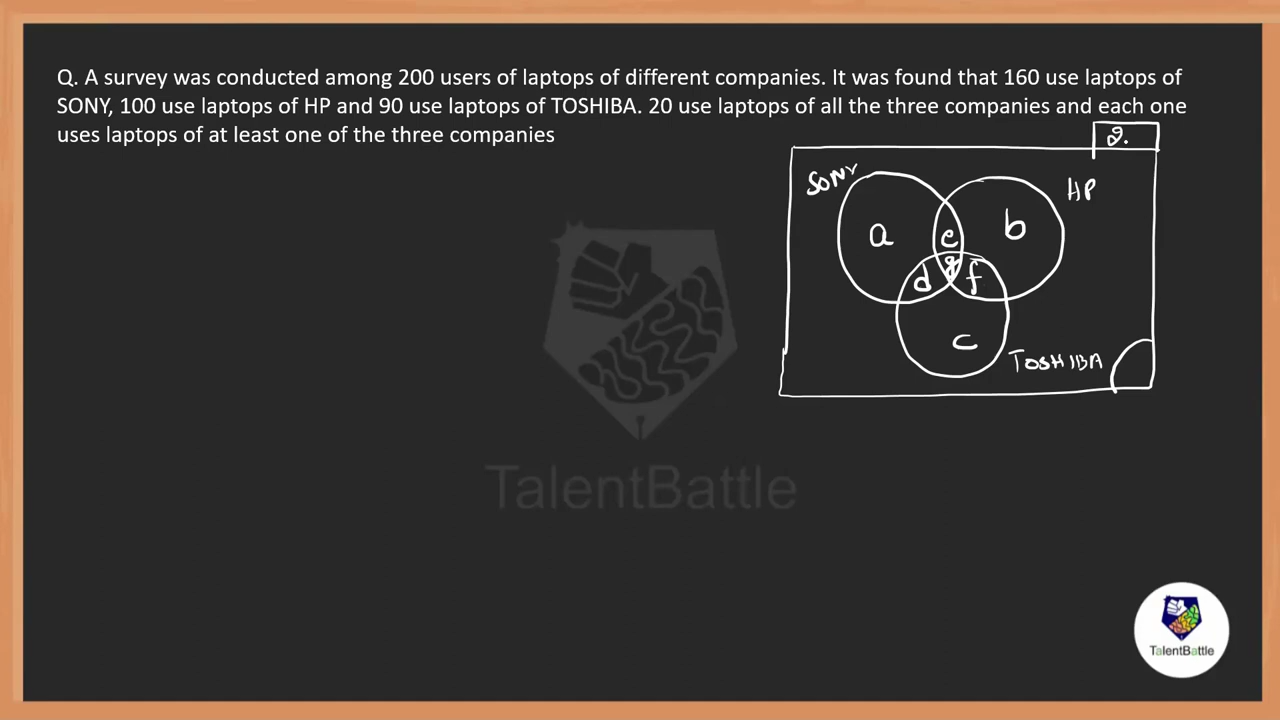 Q. A survey was conducted among 200 users of laptops of different companies. It was found that 160 use laptops of
SONY, 100 use laptops of HP and 90 use laptops of TOSHIBA. 20 use laptops of all the three companies and each one
uses laptops of at least one of the three companies
SONY
HP
a
e
b
d
g
f
c
TOSHIBA
TalentBattle
TalentBattle